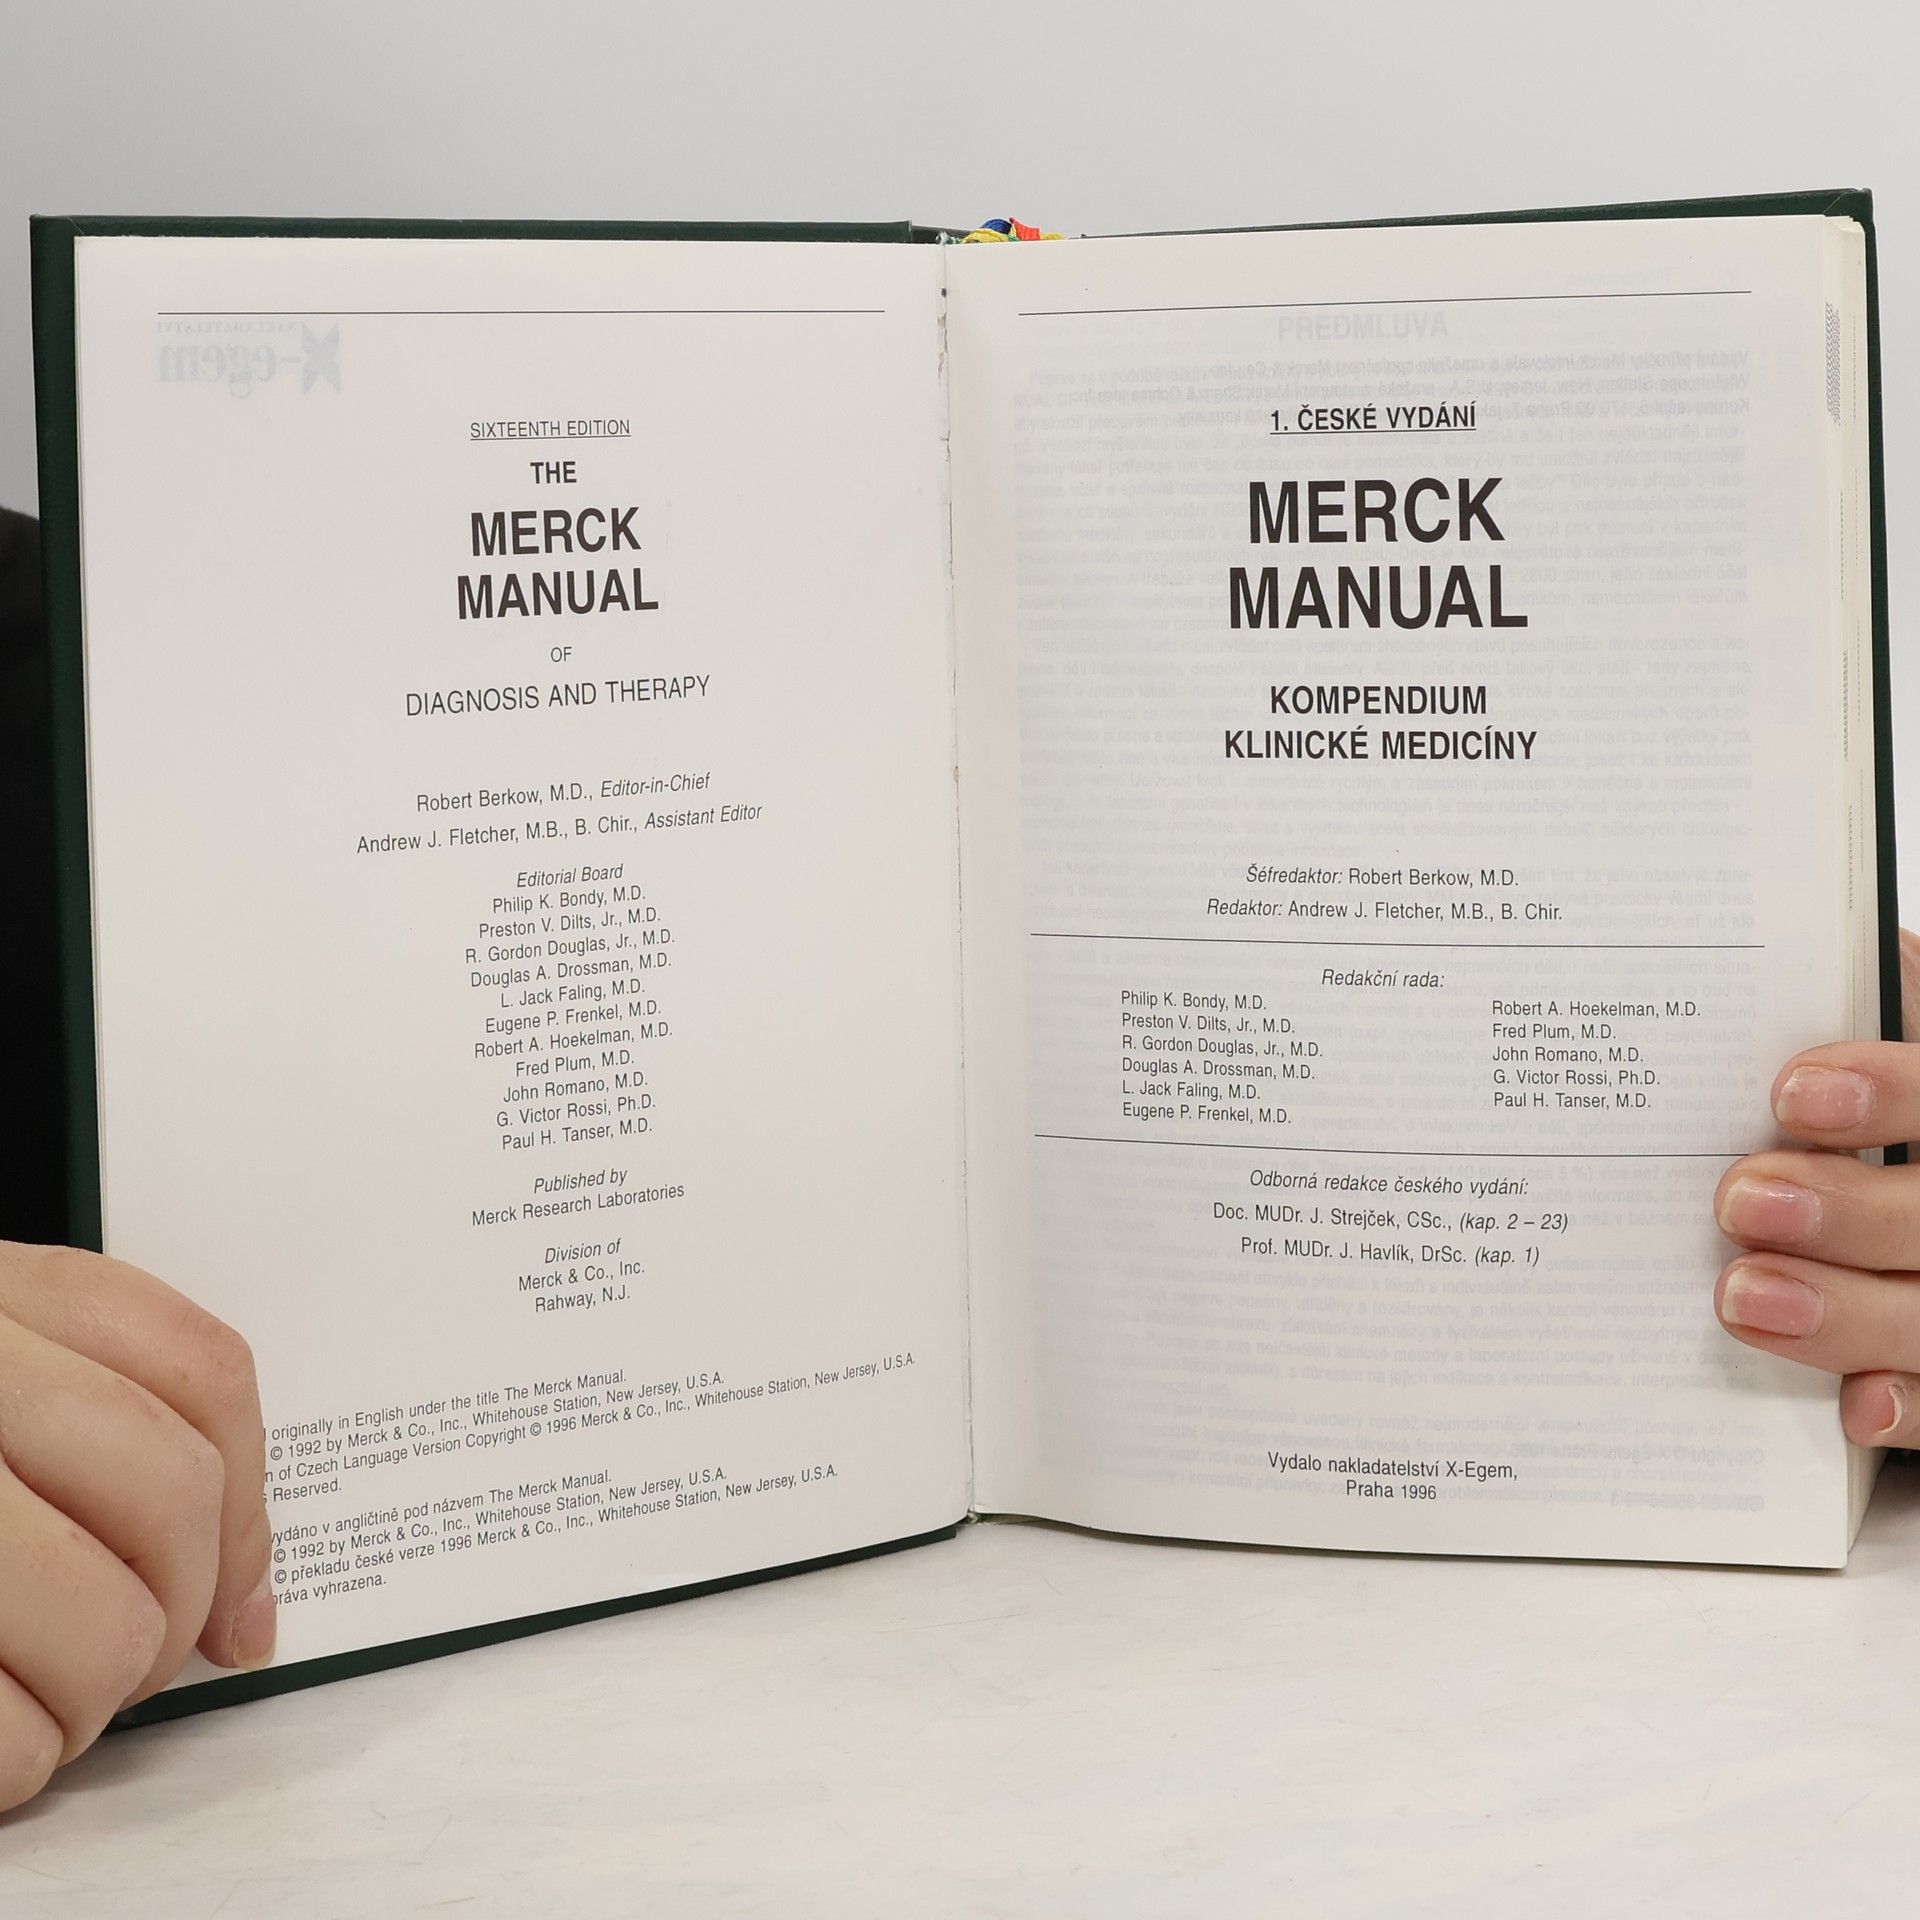 SIXTEENTH EDITION
THE
MERCK
MANUAL
OF
DIAGNOSIS AND THERAPY
Robert Berkow, M.D., Editor-in-Chief
Andrew J. Fletcher, M.B., B. Chir., Assistant Editor
Editorial Board
Philip K. Bondy, M.D.
Preston V. Dilts, Jr., M.D.
R. Gordon Douglas, Jr., M.D.
Douglas A. Drossman, M.D.
L. Jack Faling, M.D.
Eugene P. Frenkel, M.D.
Robert A. Hoekelman, M.D.
Fred Plum, M.D.
John Romano, M.D.
G. Victor Rossi, Ph.D.
Paul H. Tanser, M.D.
Published by
Merck Research Laboratories
Division of
Merck & Co., Inc.
Rahway, N.J.
originally in English under the title The Merck Manual.
© 1992 by Merck & Co., Inc., Whitehouse Station, New Jersey, U.S.A.
of Czech Language Version Copyright © 1996 Merck & Co., Inc., Whitehouse Station, New Jersey, U.S.A.
Reserved.
vydáno v angličtině pod názvem The Merck Manual.
© 1992 by Merck & Co., Inc., Whitehouse Station, New Jersey, U.S.A.
© překladu české verze 1996 Merck & Co., Inc., Whitehouse Station, New Jersey, U.S.A.
práva vyhrazena.
1. ČESKÉ VYDÁNÍ
MERCK
MANUAL
KOMPENDIUM
KLINICKÉ MEDICÍNY
Šéfredaktor: Robert Berkow, M.D.
Redaktor: Andrew J. Fletcher, M.B., B. Chir.
Redakční rada:
Philip K. Bondy, M.D.
Preston V. Dilts, Jr., M.D.
R. Gordon Douglas, Jr., M.D.
Douglas A. Drossman, M.D.
L. Jack Faling, M.D.
Eugene P. Frenkel, M.D.
Robert A. Hoekelman, M.D.
Fred Plum, M.D.
John Romano, M.D.
G. Victor Rossi, Ph.D.
Paul H. Tanser, M.D.
Odborná redakce českého vydání:
Doc. MUDr. J. Strejček, CSc., (kap. 2 – 23)
Prof. MUDr. J. Havlík, DrSc. (kap. 1)
Vydalo nakladatelství X-Egem,
Praha 1996